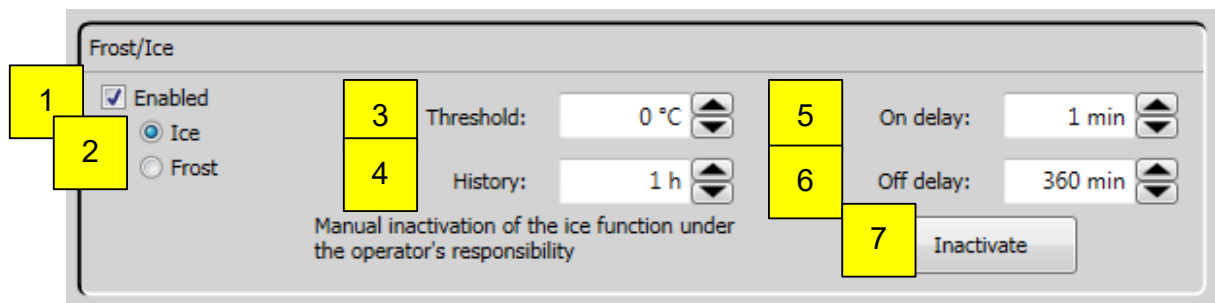 Frost/Ice
1 Enabled
2 Ice
Frost
3 Threshold: 0 °C
4 History: 1 h
5 On delay: 1 min
6 Off delay: 360 min
Manual inactivation of the ice function under
the operator's responsibility
7 Inactivate